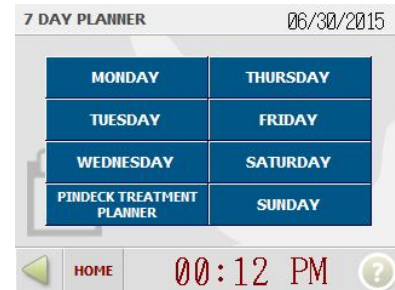 7 DAY PLANNER 06/30/2015
MONDAY THURSDAY
TUESDAY FRIDAY
WEDNESDAY SATURDAY
PINDECK TREATMENT
PLANNER
SUNDAY
HOME 00:12 PM ?